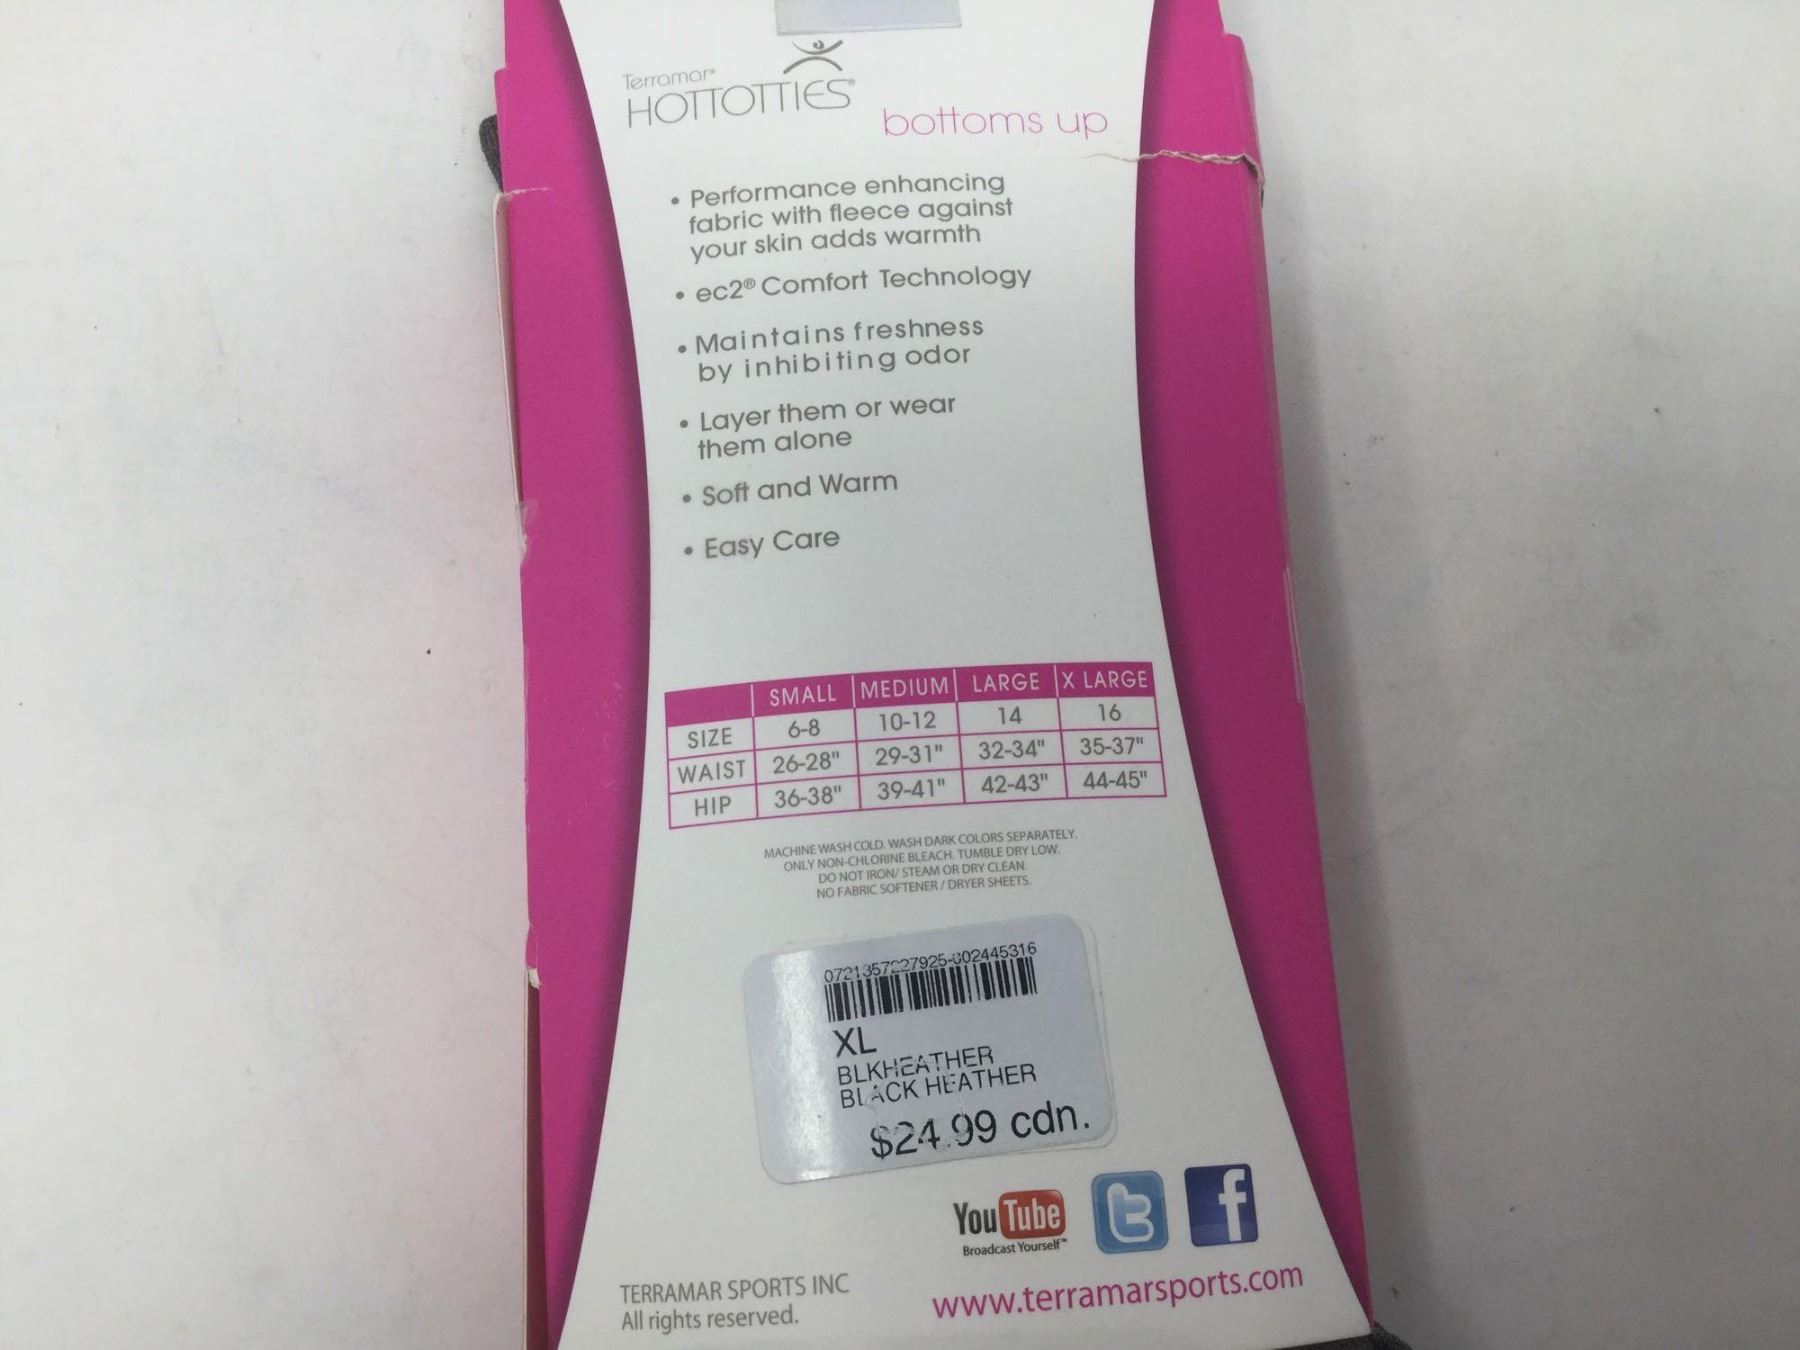 Terramar®
HOTTOTTIES®
bottoms up
• Performance enhancing
fabric with fleece against
your skin adds warmth
• ec2® Comfort Technology
• Maintains freshness
by inhibiting odor
• Layer them or wear
them alone
• Soft and Warm
• Easy Care
SMALL MEDIUM LARGE X LARGE
SIZE 6-8 10-12 14 16
WAIST 26-28" 29-31" 32-34" 35-37"
HIP 36-38" 39-41" 42-43" 44-45"
MACHINE WASH COLD. WASH DARK COLORS SEPARATELY.
ONLY NON-CHLORINE BLEACH. TUMBLE DRY LOW.
DO NOT IRON/ STEAM OR DRY CLEAN.
NO FABRIC SOFTENER / DRYER SHEETS.
0721357227925-002445316
XL
BLKHEATHER
BLACK HEATHER
$24.99 cdn.
YouTube t f
Broadcast Yourself™
TERRAMAR SPORTS INC
All rights reserved.
www.terramarsports.com